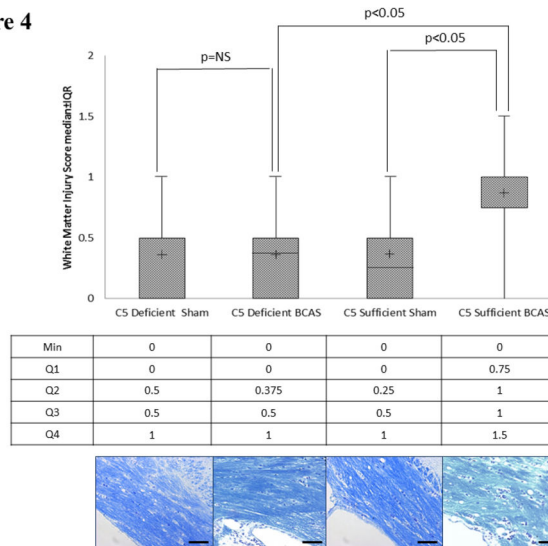 re 4
p<0.05
p<0.05
p=NS
White Matter Injury Score median±IQR
2
1.5
1
0.5
0
C5 Deficient Sham C5 Deficient BCAS C5 Sufficient Sham C5 Sufficient BCAS
Min 0 0 0 0
Q1 0 0 0 0.75
Q2 0.5 0.375 0.25 1
Q3 0.5 0.5 0.5 1
Q4 1 1 1 1.5